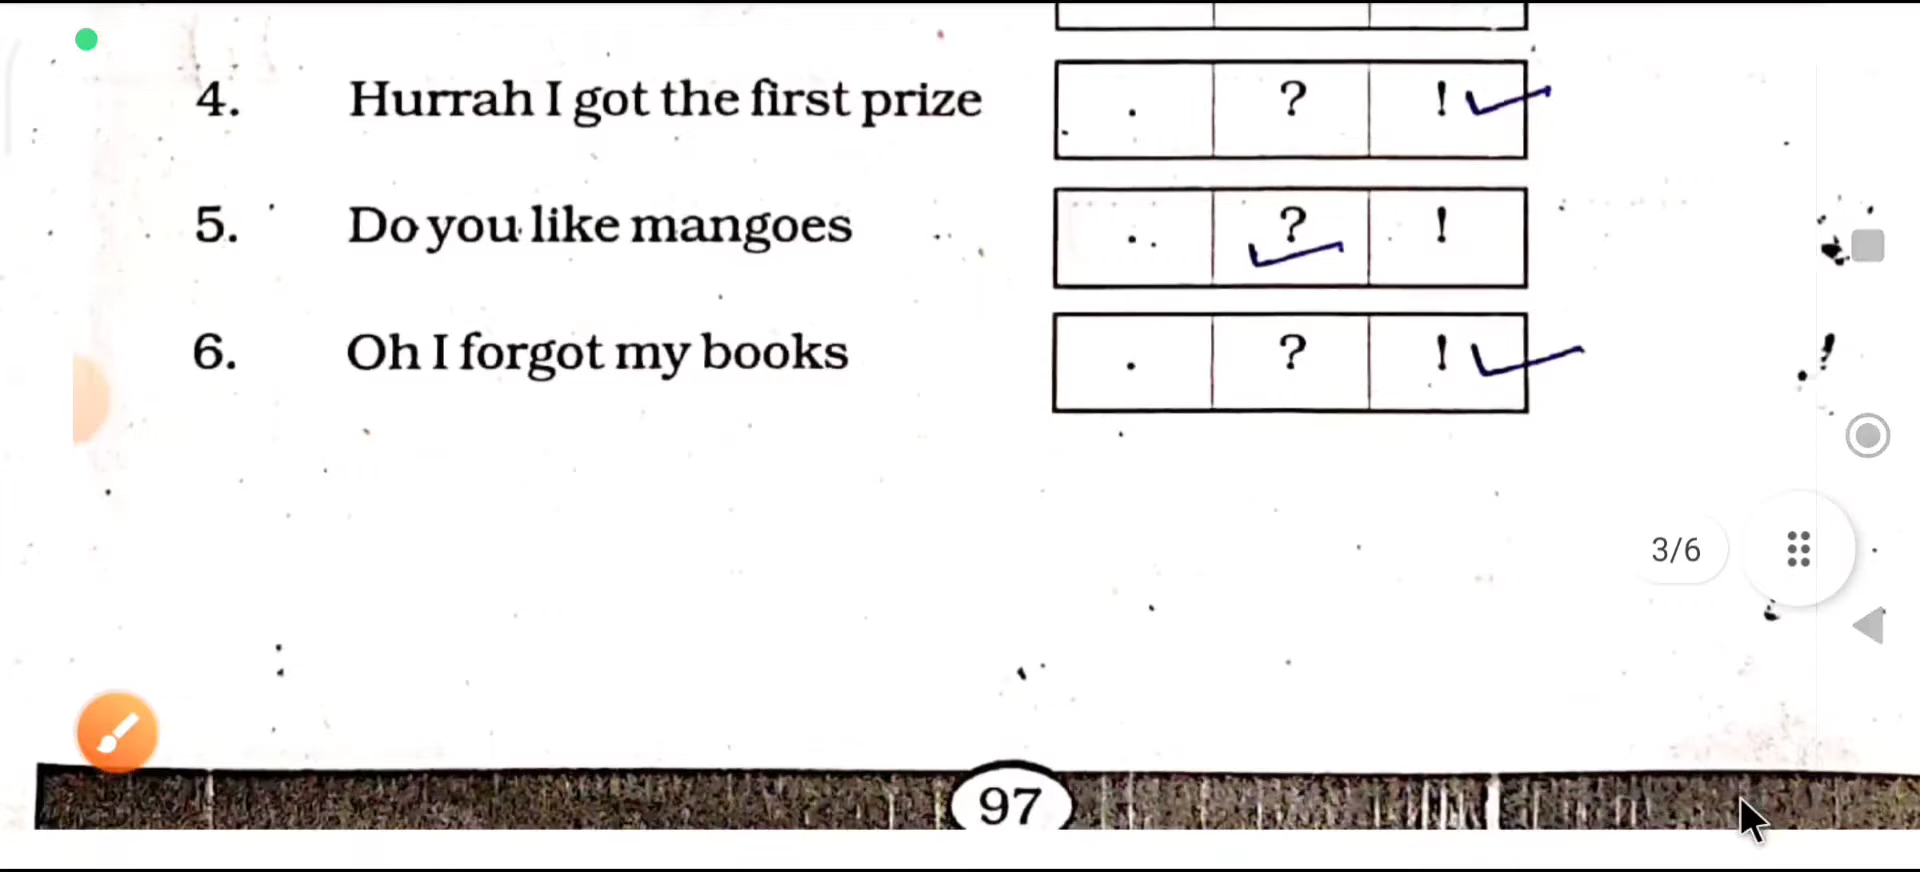 4. Hurrah I got the first prize . ? !
5. Do you like mangoes . ? !
6. Oh I forgot my books . ? !
3/6
97